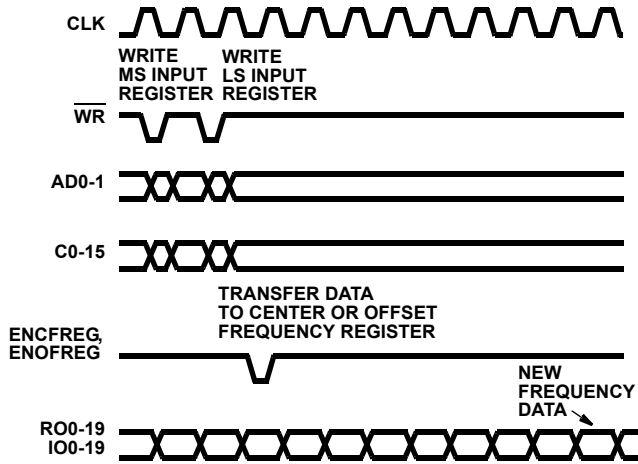 CLK
WRITE
MS INPUT
REGISTER
WRITE
LS INPUT
REGISTER
WR
AD0-1
C0-15
TRANSFER DATA
TO CENTER OR OFFSET
FREQUENCY REGISTER
ENCFREG,
ENOFREG
NEW
FREQUENCY
DATA
RO0-19
IO0-19